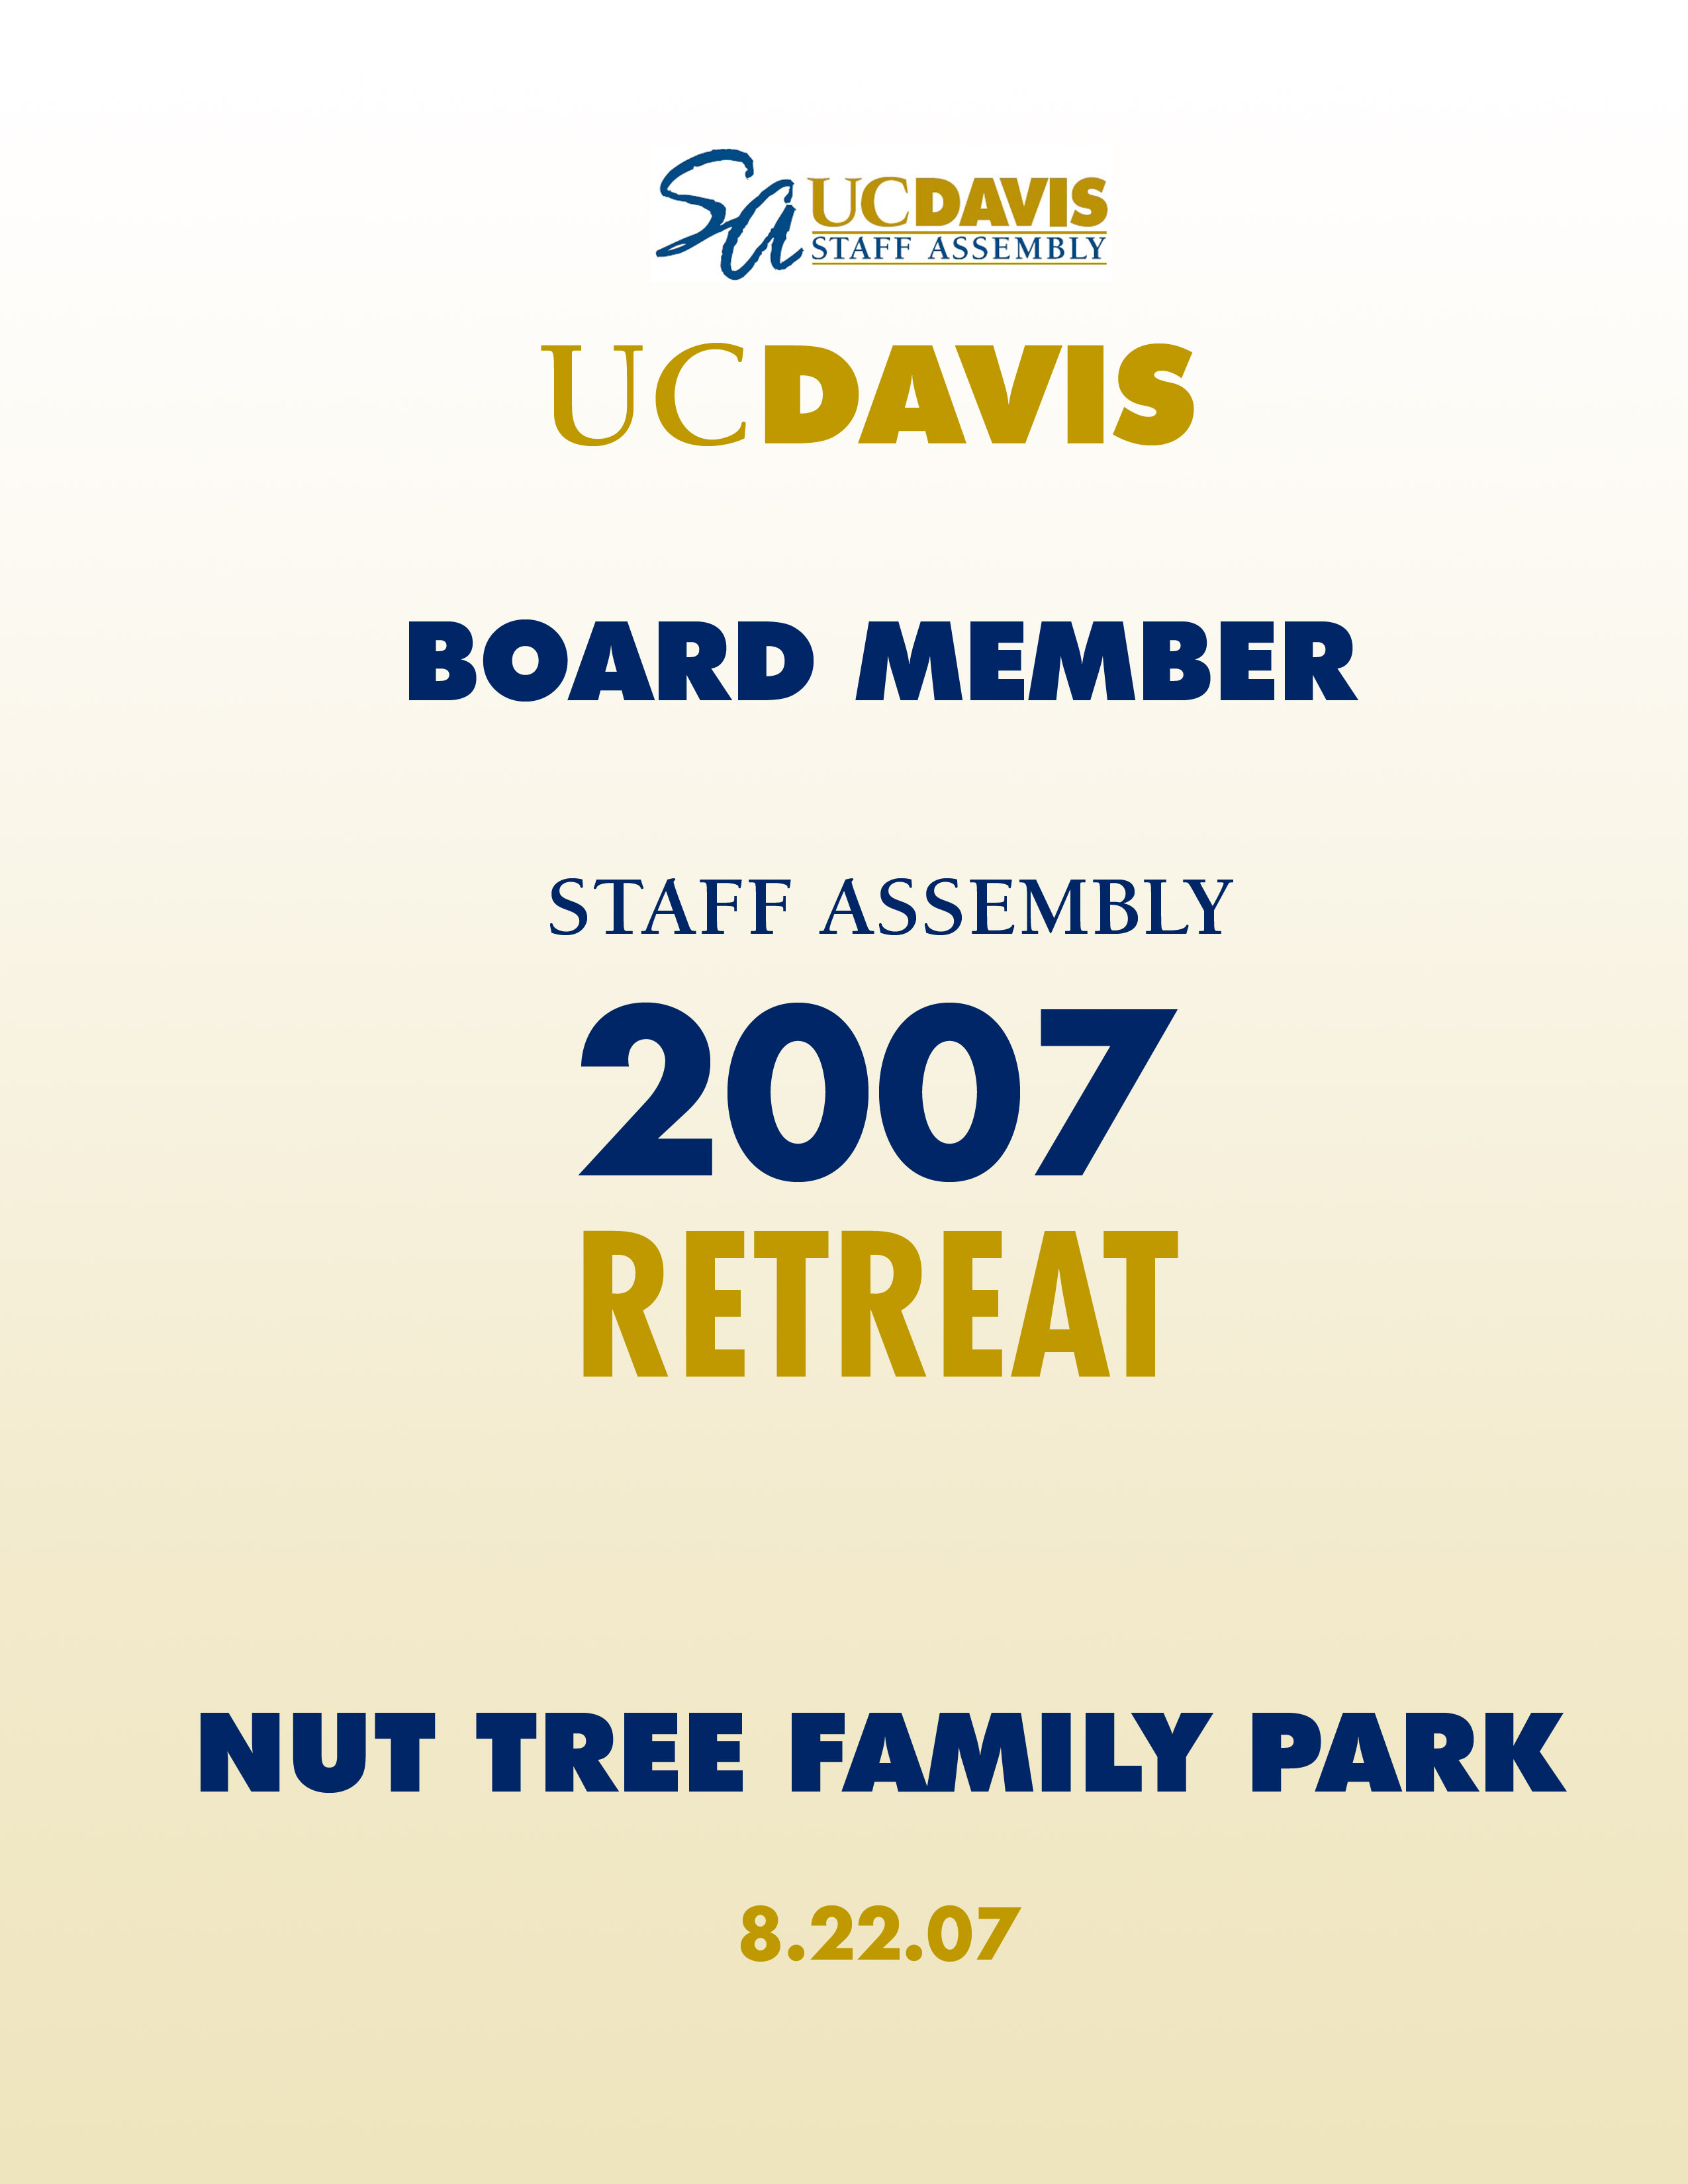 Sa UCDAVIS
STAFF ASSEMBLY
UCDAVIS
BOARD MEMBER
STAFF ASSEMBLY
2007
RETREAT
NUT TREE FAMILY PARK
8.22.07